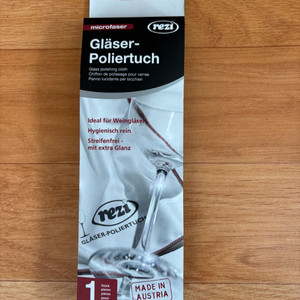 microfaser
rezi
Gläser-
Poliertuch
Glass polishing cloth
Chiffon de polissage pour verres
Panno lucidante per bicchieri
Ideal für Weingläser
Hygienisch rein
Streifenfrei -
mit extra Glanz
rezi
GLÄSER-POLIERTUCH
1
MADE IN
AUSTRIA